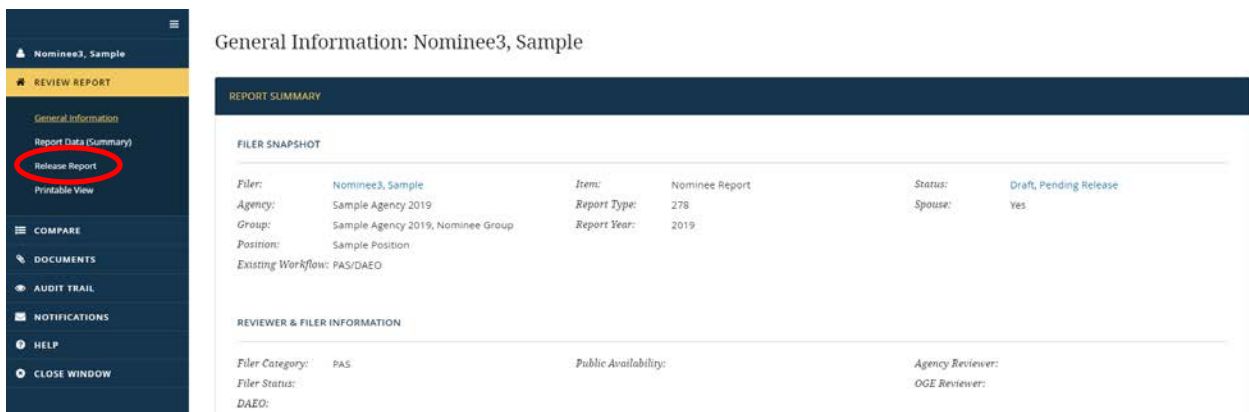 Nominee3, Sample
REVIEW REPORT
General Information
Report Data (Summary)
Release Report
Printable View
COMPARE
DOCUMENTS
AUDIT TRAIL
NOTIFICATIONS
HELP
CLOSE WINDOW
General Information: Nominee3, Sample
REPORT SUMMARY
FILER SNAPSHOT
Filer: Nominee3, Sample Item: Nominee Report Status: Draft, Pending Release
Agency: Sample Agency 2019 Report Type: 278 Spouse: Yes
Group: Sample Agency 2019, Nominee Group Report Year: 2019
Position: Sample Position
Existing Workflow: PAS/DAEO
REVIEWER & FILER INFORMATION
Filer Category: PAS Public Availability: Agency Reviewer:
Filer Status: OGE Reviewer:
DAEO: